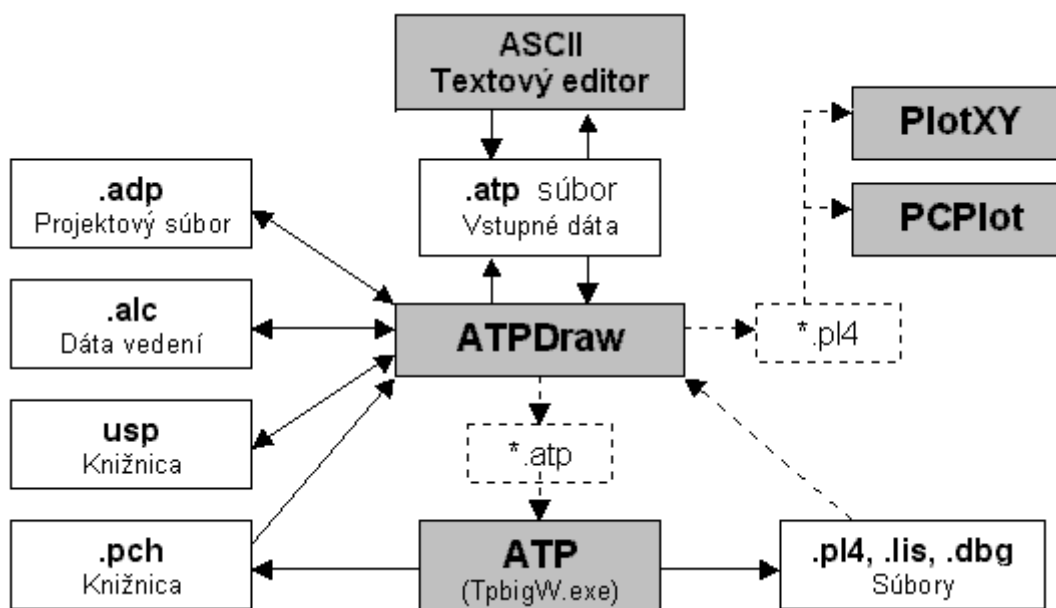 ASCII
Textový editor
PlotXY
.adp
Projektový súbor
.atp súbor
Vstupné dáta
PCPlot
.alc
Dáta vedení
ATPDraw
*.pl4
usp
Knižnica
*.atp
.pch
Knižnica
ATP
(TpbigW.exe)
.pl4, .lis, .dbg
Súbory